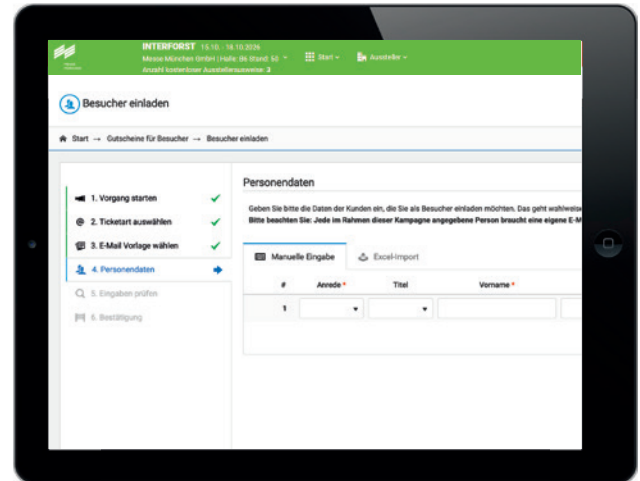 INTERFORST 15.10. - 18.10.2026
Messe München GmbH | Halle: B6 Stand: 50
Anzahl kostenloser Ausstellerausweise: 3
Start
Aussteller
Besucher einladen
Start → Gutscheine für Besucher → Besucher einladen
1. Vorgang starten
2. Ticketart auswählen
3. E-Mail Vorlage wählen
4. Personendaten
5. Eingaben prüfen
6. Bestätigung
Personendaten
Geben Sie bitte die Daten der Kunden ein, die Sie als Besucher einladen möchten. Das geht wahlweise
Bitte beachten Sie: Jede im Rahmen dieser Kampagne angegebene Person braucht eine eigene E-M
Manuelle Eingabe
Excel-Import
# Anrede * Titel Vorname *
1